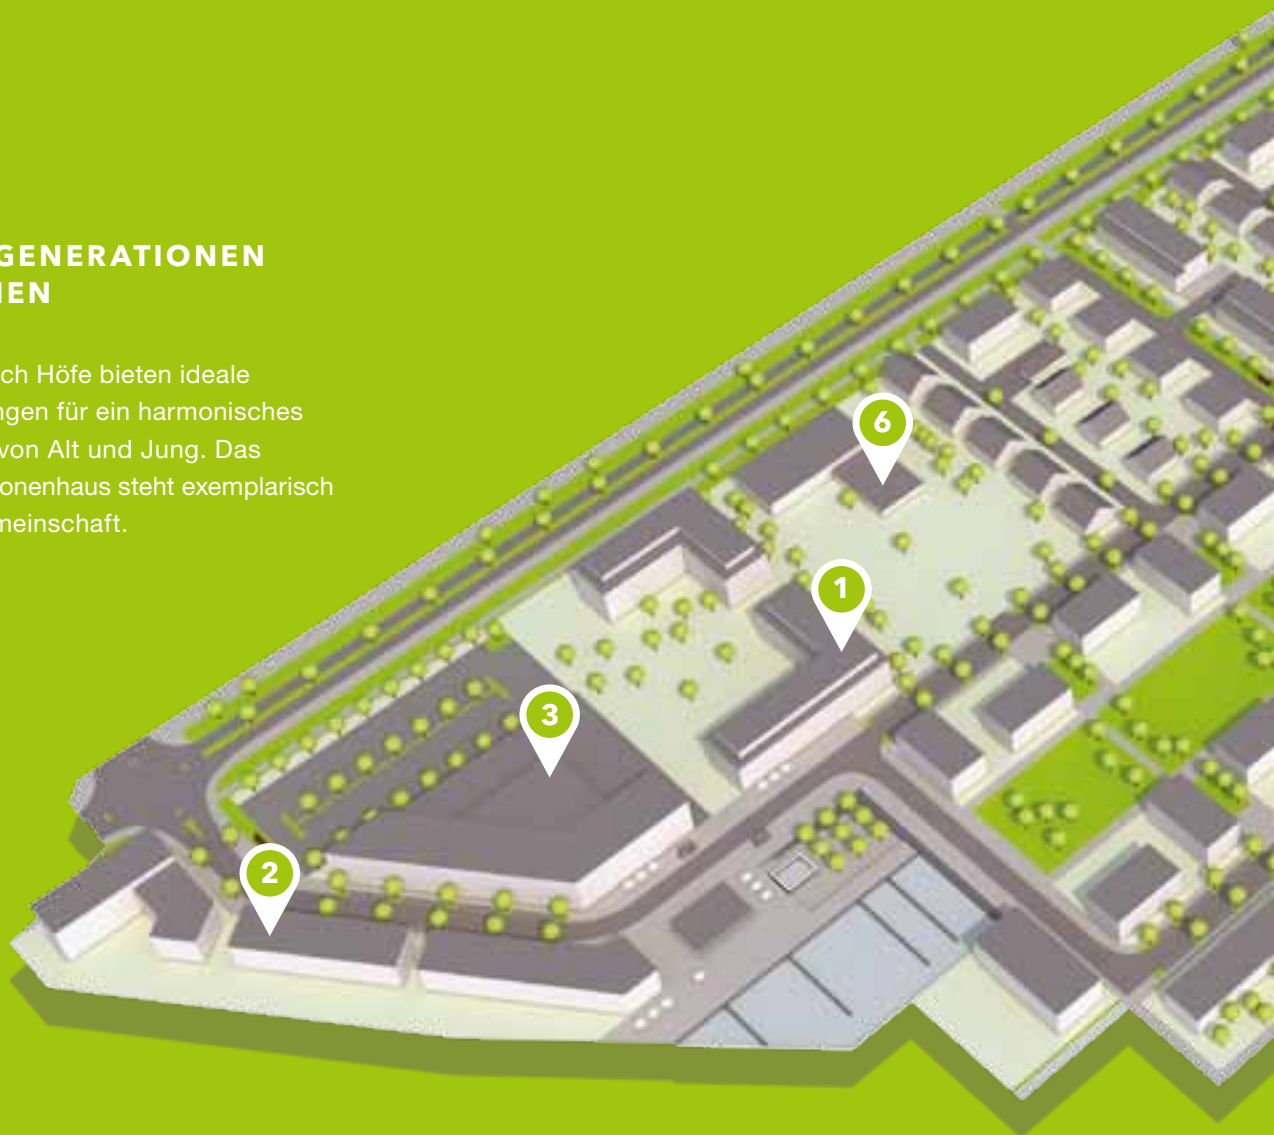 GENERATIONEN
EN
ch Höfe bieten ideale
ngen für ein harmonisches
von Alt und Jung. Das
onenhaus steht exemplarisch
meinschaft.
6
1
3
2